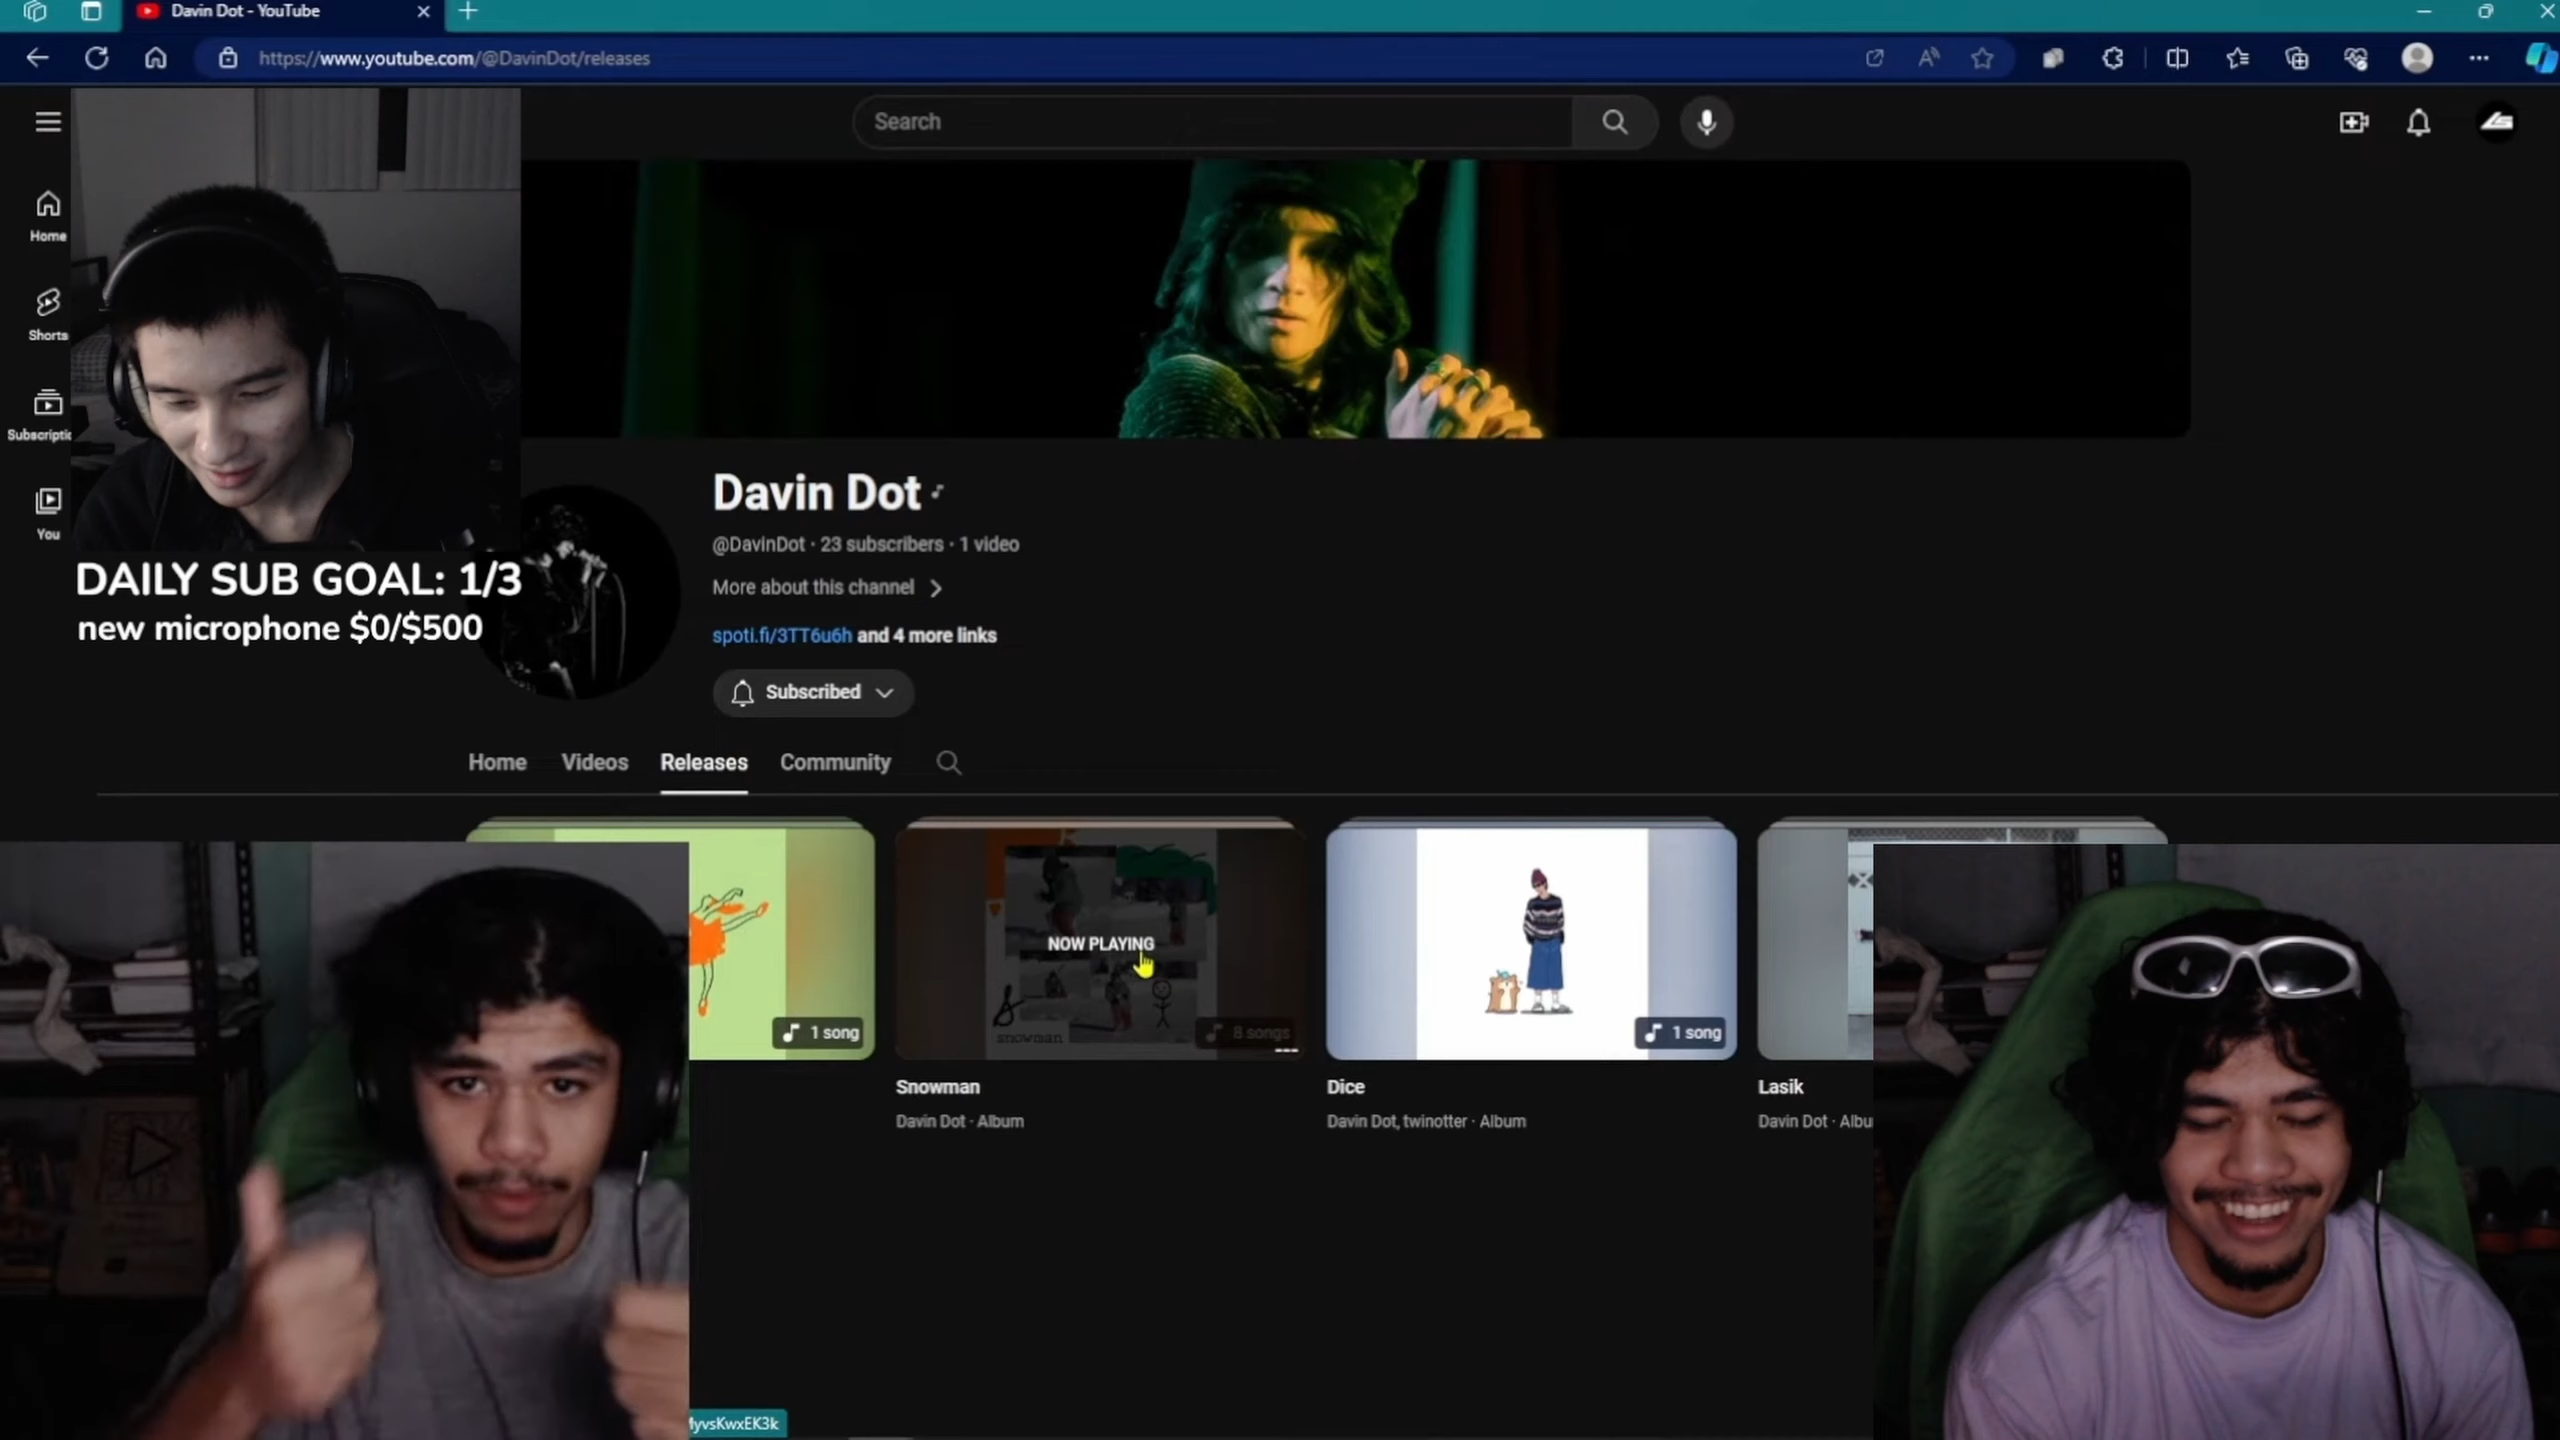 Davin Dot - YouTube
https://www.youtube.com/@DavinDot/releases
Search
Home
Shorts
Subscriptic
You
DAILY SUB GOAL: 1/3
new microphone $0/$500
Davin Dot
@DavinDot · 23 subscribers · 1 video
More about this channel
spoti.fi/3TT6u6h and 4 more links
Subscribed
Home Videos Releases Community
NOW PLAYING
snowman
1 song
8 songs
1 song
Snowman
Dice
Lasik
Davin Dot · Album
Davin Dot, twinotter · Album
Davin Dot · Albu
yvsKwxEK3k